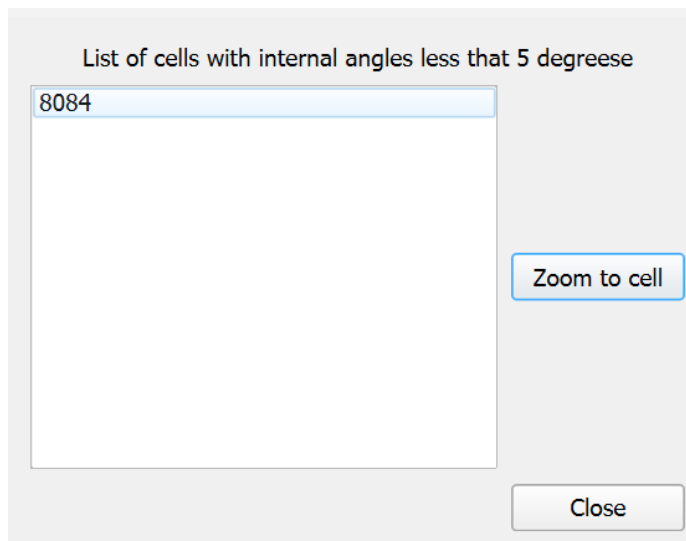 List of cells with internal angles less that 5 degreese
8084
Zoom to cell
Close